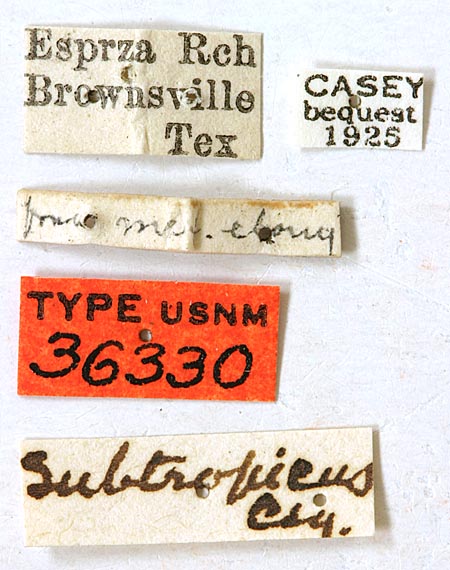 Esprza Rch
Brownsville
Tex
CASEY
bequest
1925
mel. elong
TYPE USNM
36330
Subtropicus
Csy.